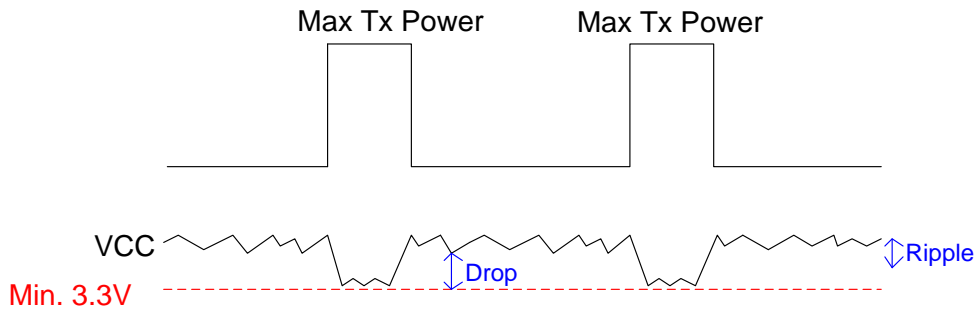 Max Tx Power
Max Tx Power
VCC
Ripple
Drop
Min. 3.3V